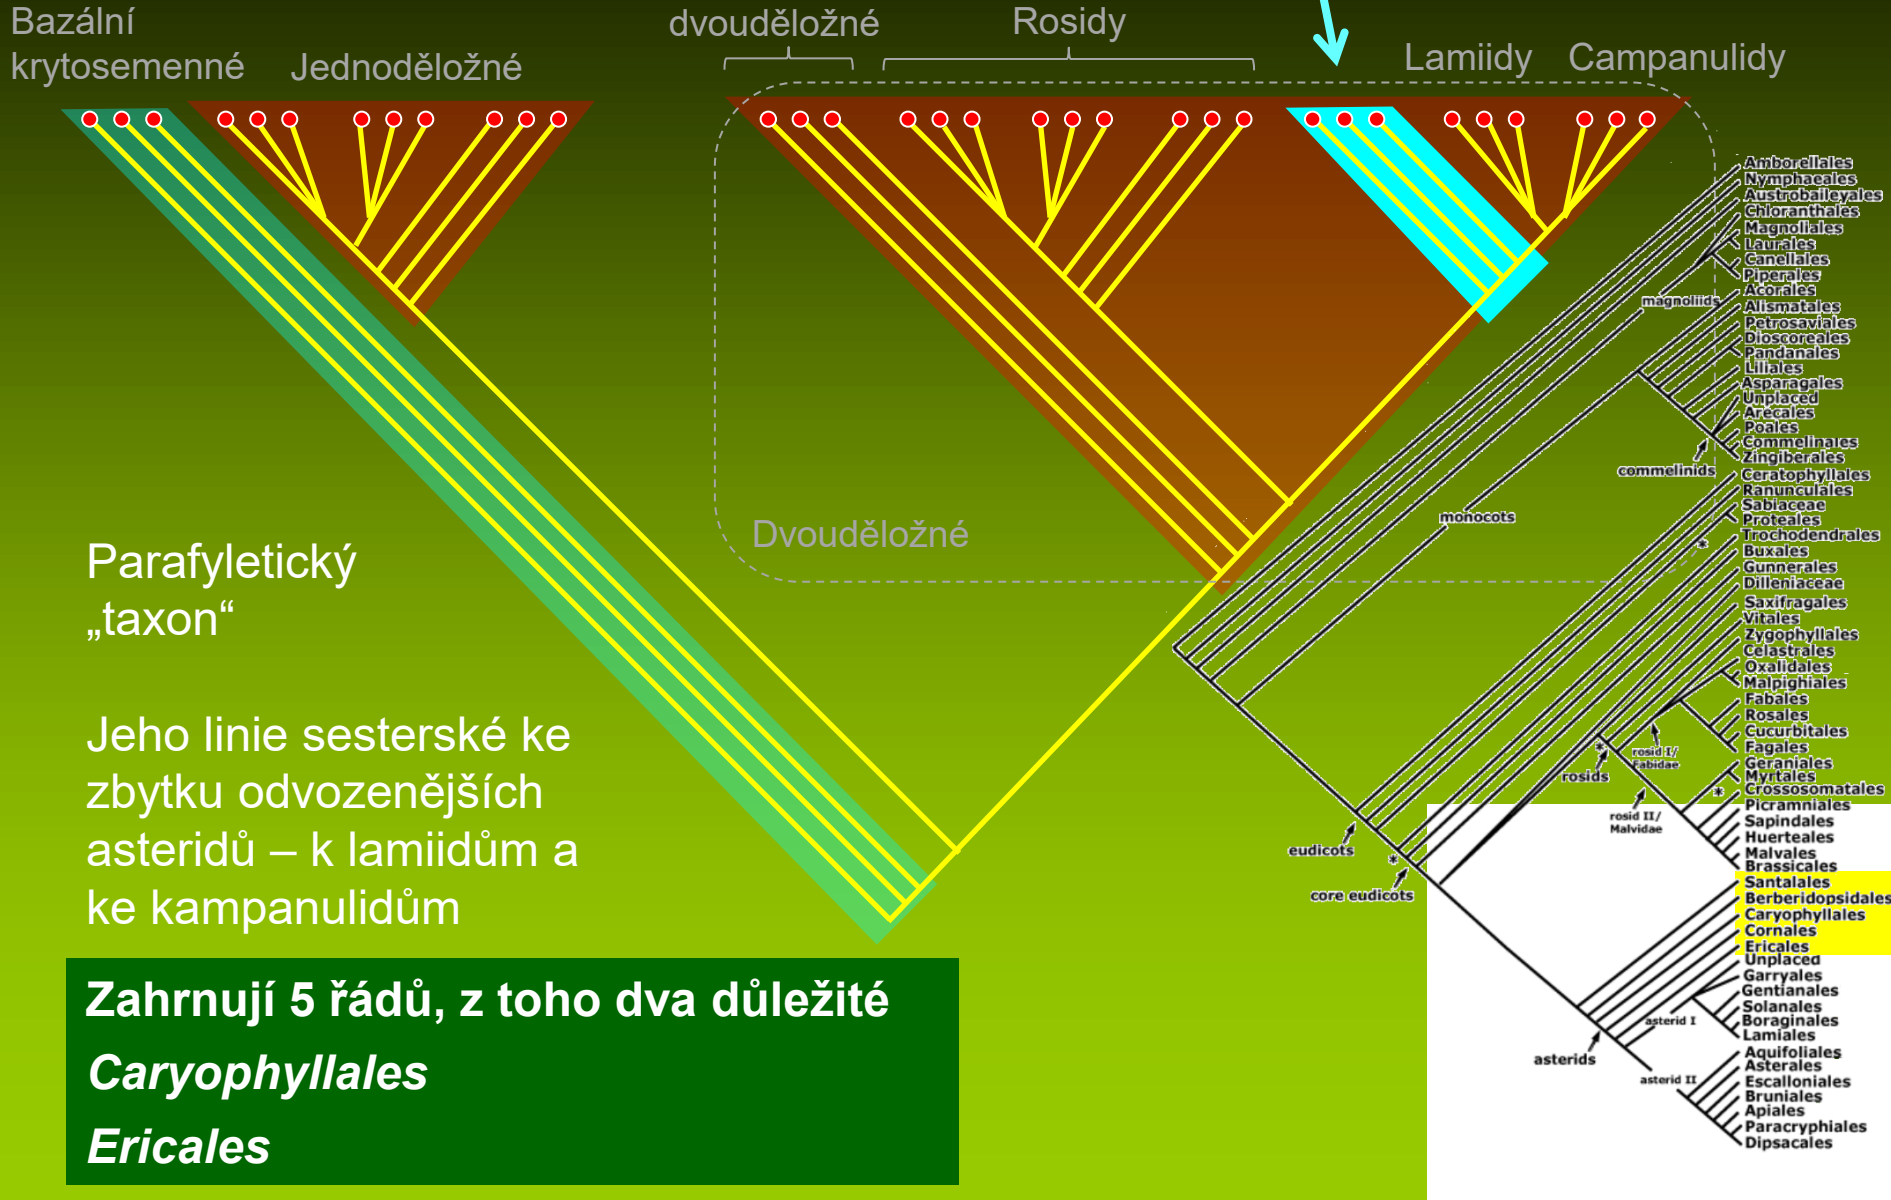 Bazální
krytosemenné
Jednoděložné
dvouděložné
Rosidy
Lamiidy
Campanulidy
Dvouděložné
Parafyletický
„taxon“
Jeho linie sesterské ke
zbytku odvozenějších
asteridů – k lamiidům a
ke kampanulidům
Zahrnují 5 řádů, z toho dva důležité
Caryophyllales
Ericales
Amborellales
Nymphaeales
Austrobaileyales
Chloranthales
Magnoliales
Laurales
Canellales
Piperales
magnoliids
Acorales
Alismatales
Petrosaviales
Dioscoreales
Pandanales
Liliales
Asparagales
Unplaced
Arecales
Poales
Commelinales
Zingiberales
commelinids
monocots
Ceratophyllales
Ranunculales
Sabiaceae
Proteales
Trochodendrales
*
Buxales
Gunnerales
Dilleniaceae
Saxifragales
Vitales
Zygophyllales
Celastrales
Oxalidales
Malpighiales
Fabales
Rosales
Cucurbitales
Fagales
rosid I/
Fabidae
*
rosids
Geraniales
Myrtales
Crossosomatales
*
Picramniales
Sapindales
Huerteales
Malvales
Brassicales
rosid II/
Malvidae
eudicots
*
core eudicots
Santalales
Berberidopsidales
Caryophyllales
Cornales
Ericales
Unplaced
Garryales
Gentianales
Solanales
Boraginales
Lamiales
asterid I
asterids
asterid II
Aquifoliales
Asterales
Escalloniales
Bruniales
Apiales
Paracryphiales
Dipsacales